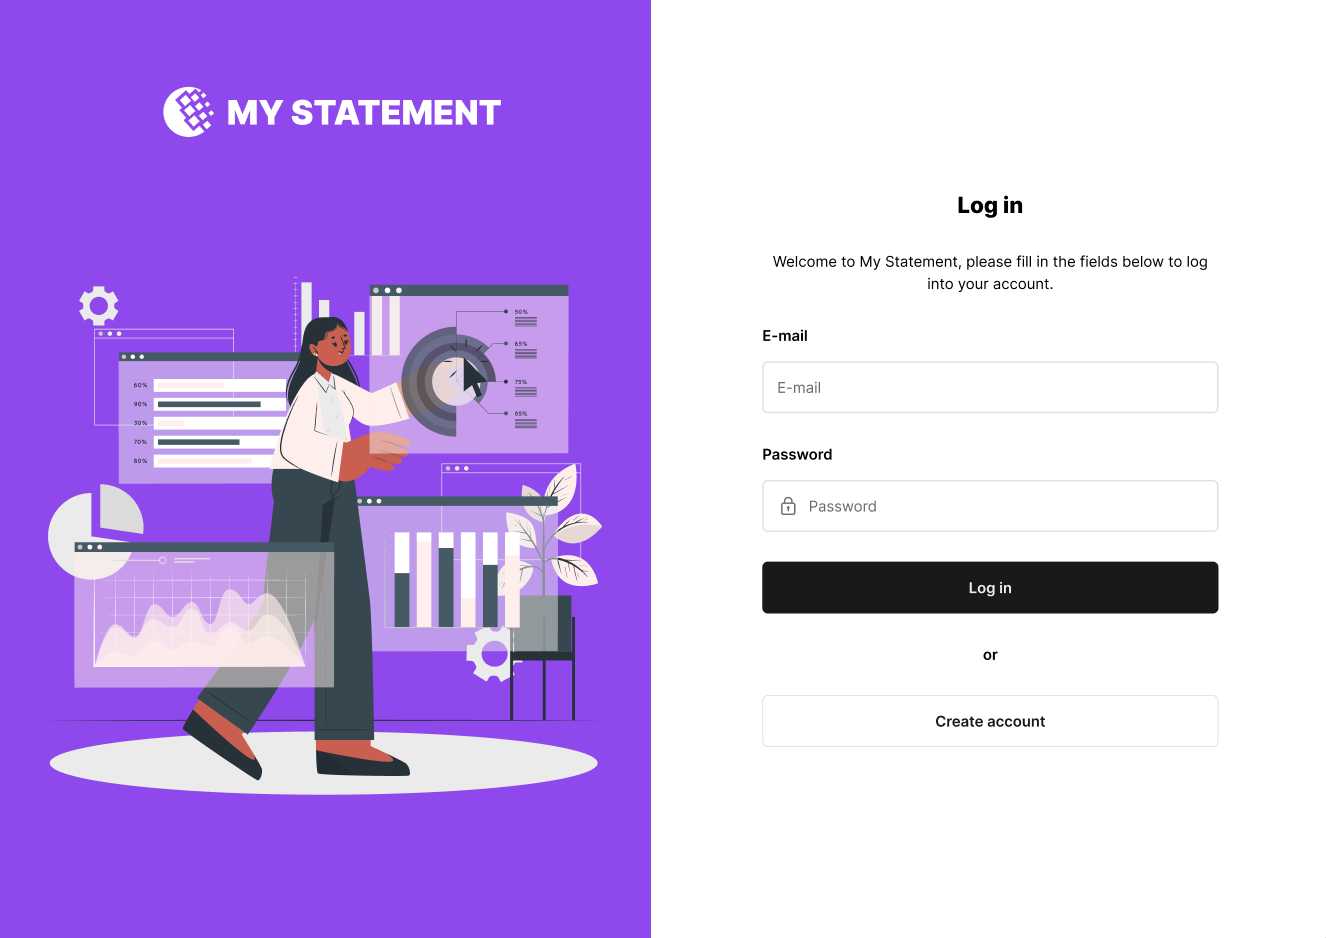 MY STATEMENT
Log in
Welcome to My Statement, please fill in the fields below to log
into your account.
E-mail
E-mail
Password
Password
Log in
or
Create account
60%
90%
30%
70%
60%
50%
65%
75%
55%